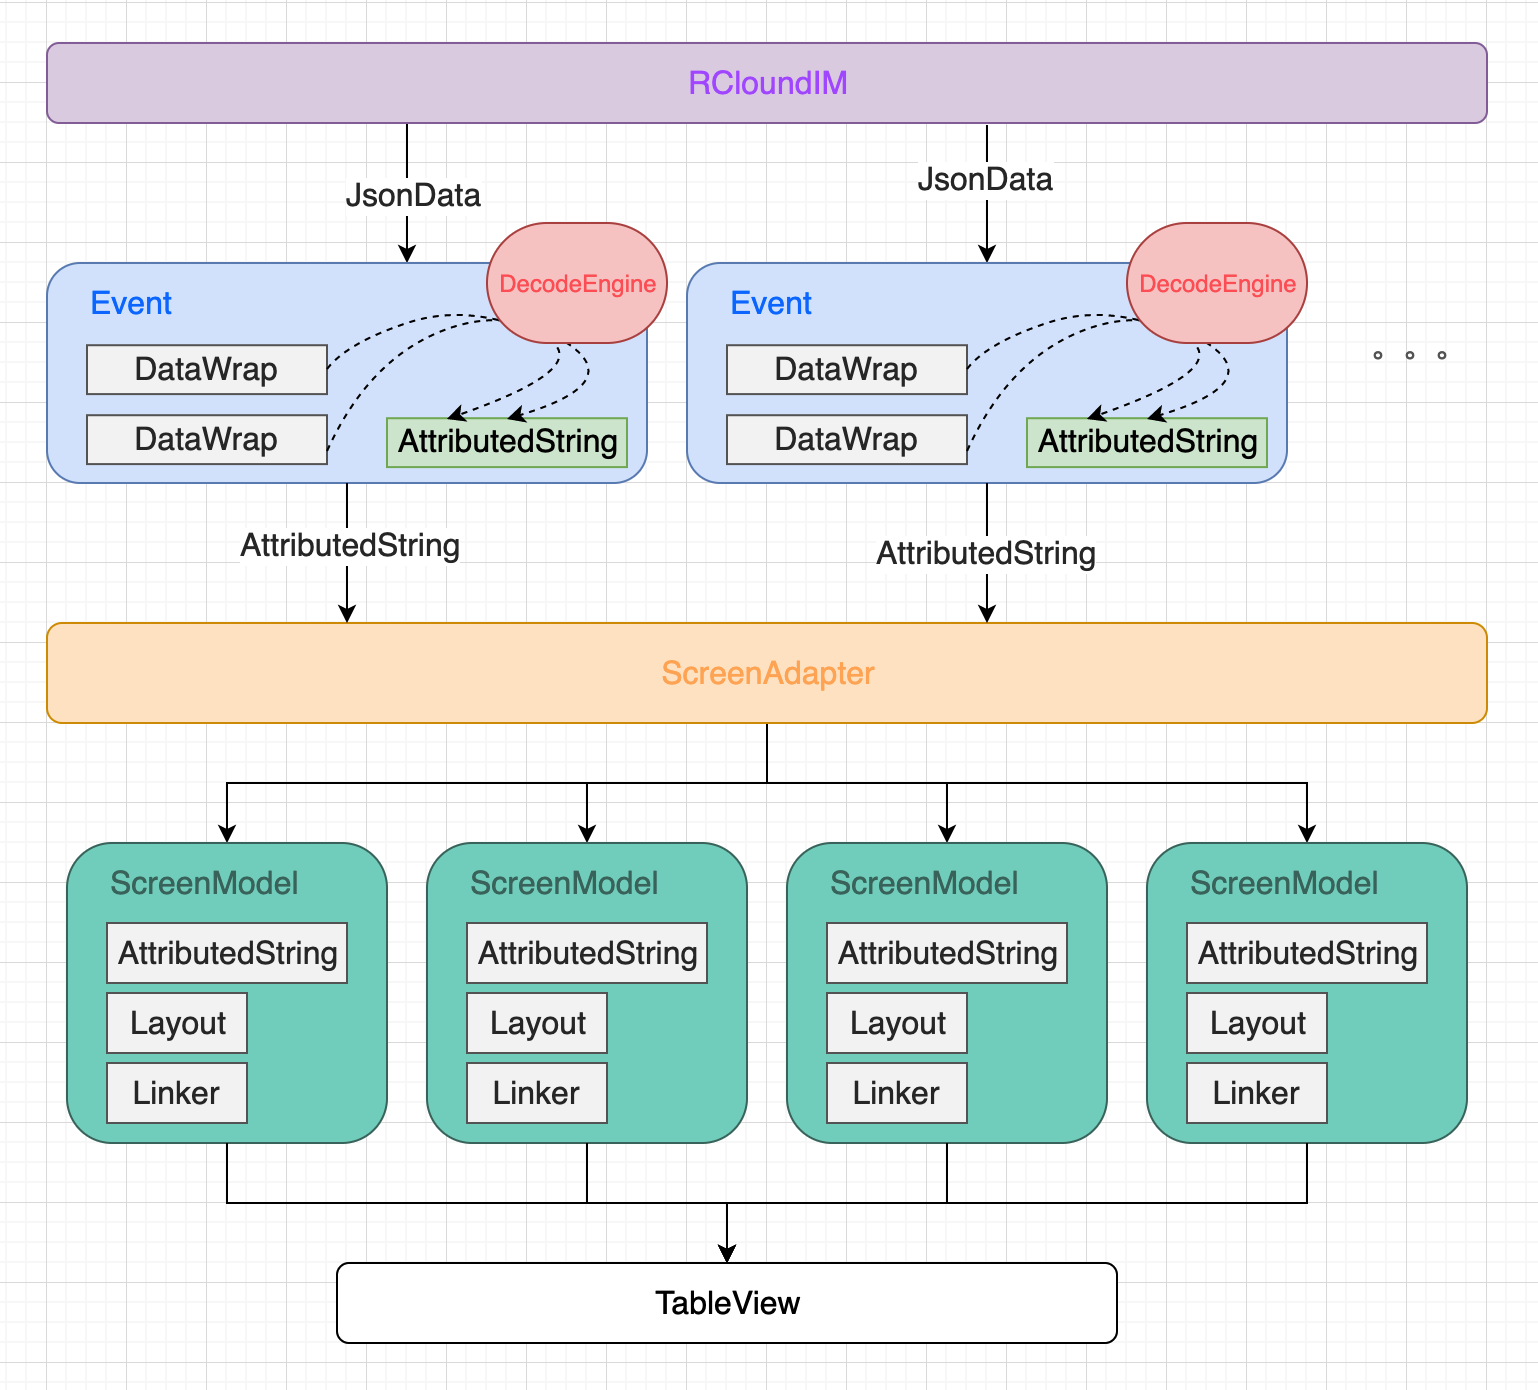 RCloundIM
JsonData
JsonData
DecodeEngine
DecodeEngine
Event
Event
DataWrap
DataWrap
DataWrap
AttributedString
DataWrap
AttributedString
AttributedString
AttributedString
ScreenAdapter
ScreenModel
ScreenModel
ScreenModel
ScreenModel
AttributedString
AttributedString
AttributedString
AttributedString
Layout
Layout
Layout
Layout
Linker
Linker
Linker
Linker
TableView